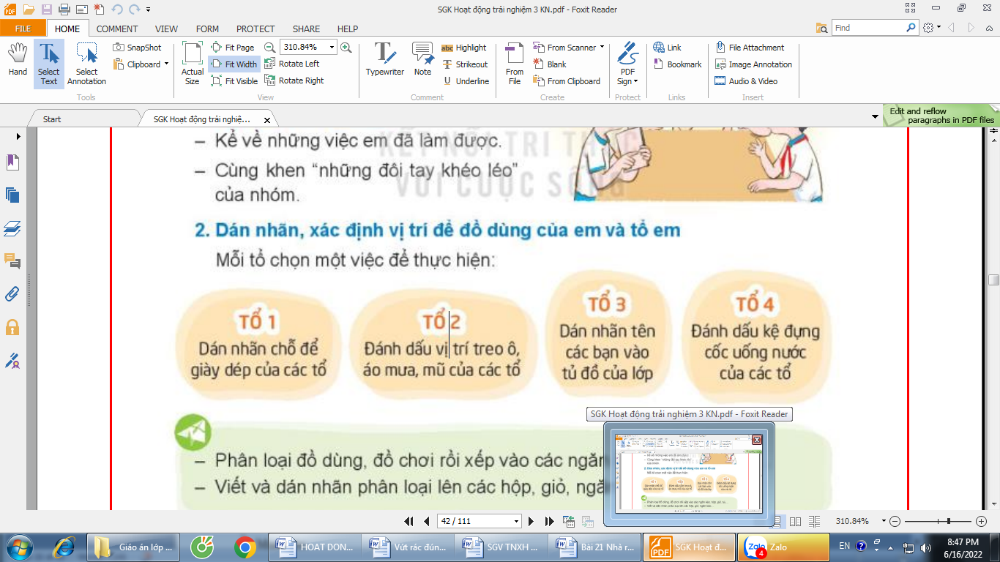 SGK Hoạt động trải nghiệm 3 KN.pdf - Foxit Reader
FILE HOME COMMENT VIEW FORM PROTECT SHARE HELP
Find
Hand
Select Text
Select Annotation
SnapShot
Clipboard
Tools
Actual Size
Fit Page
Fit Width
Fit Visible
310.84%
Rotate Left
Rotate Right
View
Typewriter
Note
Highlight
Strikeout
Underline
Comment
From File
From Scanner
Blank
From Clipboard
Create
PDF Sign
Protect
Link
Bookmark
Links
File Attachment
Image Annotation
Audio & Video
Insert
Start
SGK Hoạt động trải nghiệ...
Edit and reflow
paragraphs in PDF files
– Kể về những việc em đã làm được.
KẾT NỐI TRI THỨC
– Cùng khen “những đôi tay khéo léo”
của nhóm.
VỚI CUỘC SỐNG
2. Dán nhãn, xác định vị trí để đồ dùng của em và tổ em
Mỗi tổ chọn một việc để thực hiện:
TỔ 1
Dán nhãn chỗ để
giày dép của các tổ
TỔ 2
Đánh dấu vị trí treo ô,
áo mưa, mũ của các tổ
TỔ 3
Dán nhãn tên
các bạn vào
tủ đồ của lớp
TỔ 4
Đánh dấu kệ đựng
cốc uống nước
của các tổ
SGK Hoạt động trải nghiệm 3 KN.pdf - Foxit Reader
– Phân loại đồ dùng, đồ chơi rồi xếp vào các ngăn
– Viết và dán nhãn phân loại lên các hộp, giỏ, ngă
42 / 111
310.84%
Giáo án lớp ...
HOAT DON...
Vứt rác đún...
SGV TNXH ...
Bài 21 Nhà r...
SGK Hoạt đ...
Zalo
4
Zalo
EN
8:47 PM
6/16/2022